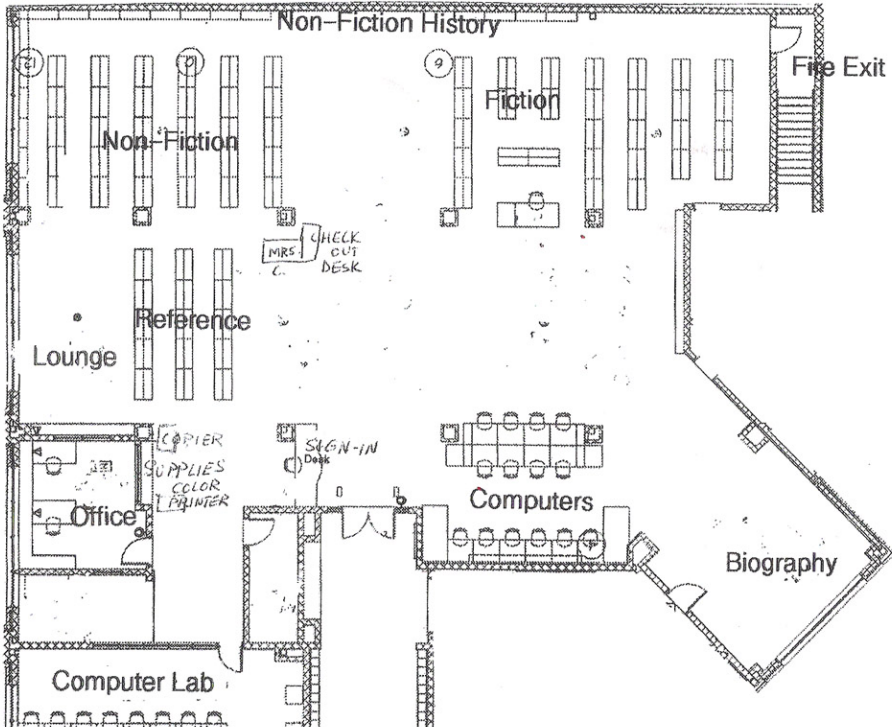 Non-Fiction History
Fire Exit
Fiction
Non-Fiction
CHECK
OUT
DESK
MRS.
C.
Reference
Lounge
COPIER
SUPPLIES
COLOR
PRINTER
SIGN-IN
Desk
Office
Computers
Biography
Computer Lab